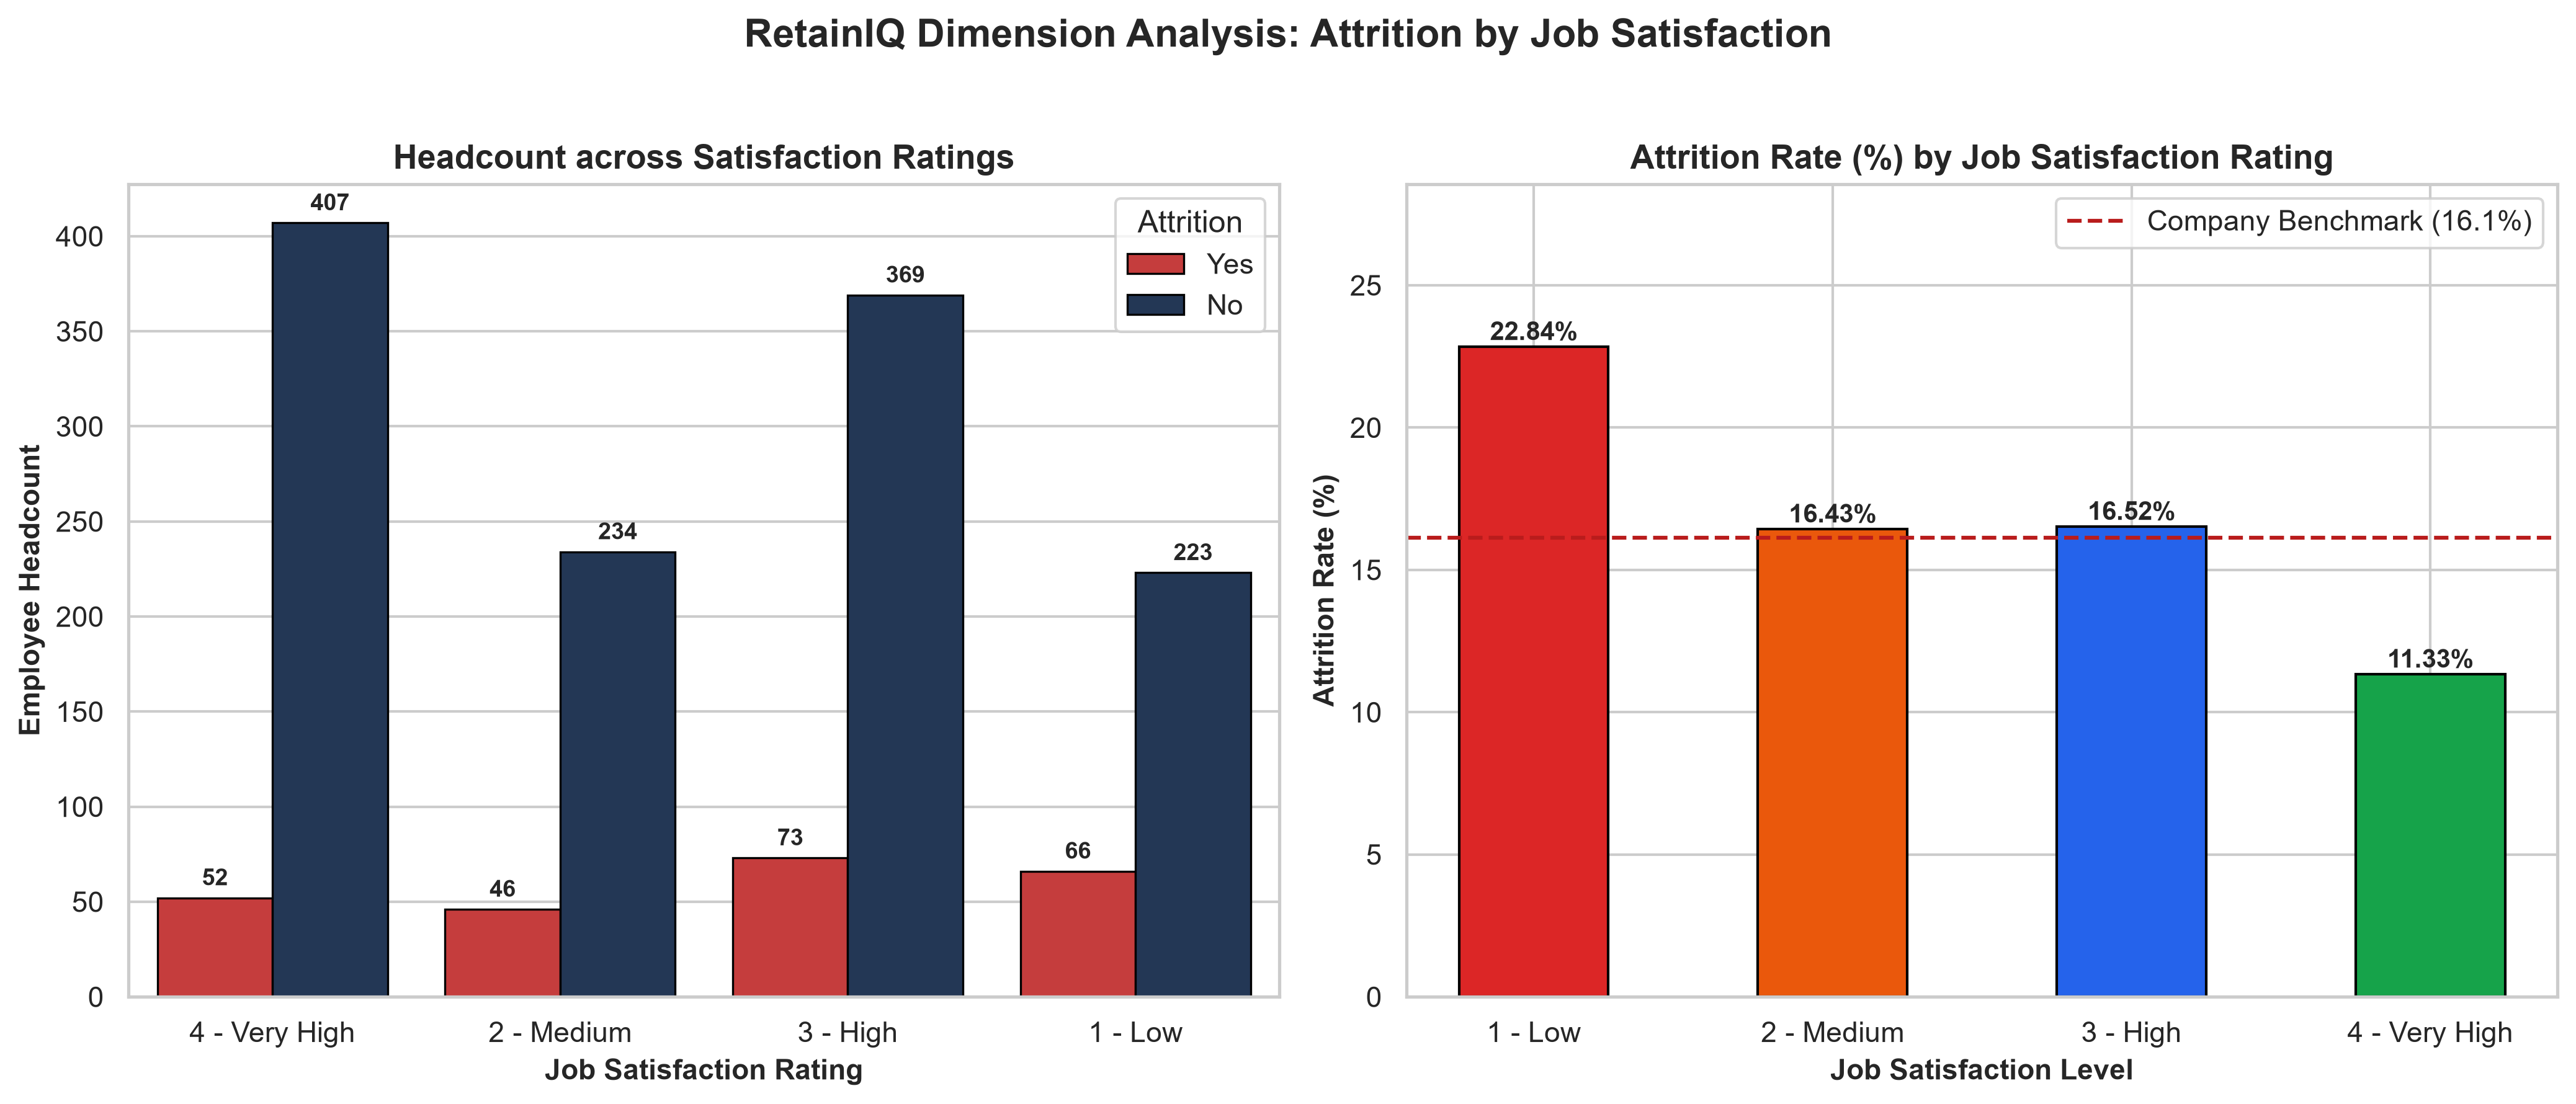 RetainIQ Dimension Analysis: Attrition by Job Satisfaction
Headcount across Satisfaction Ratings
Employee Headcount
400
350
300
250
200
150
100
50
0
407
52
234
46
369
73
223
66
Attrition
Yes
No
4 - Very High
2 - Medium
3 - High
1 - Low
Job Satisfaction Rating
Attrition Rate (%) by Job Satisfaction Rating
Company Benchmark (16.1%)
Attrition Rate (%)
25
20
15
10
5
0
22.84%
16.43%
16.52%
11.33%
1 - Low
2 - Medium
3 - High
4 - Very High
Job Satisfaction Level